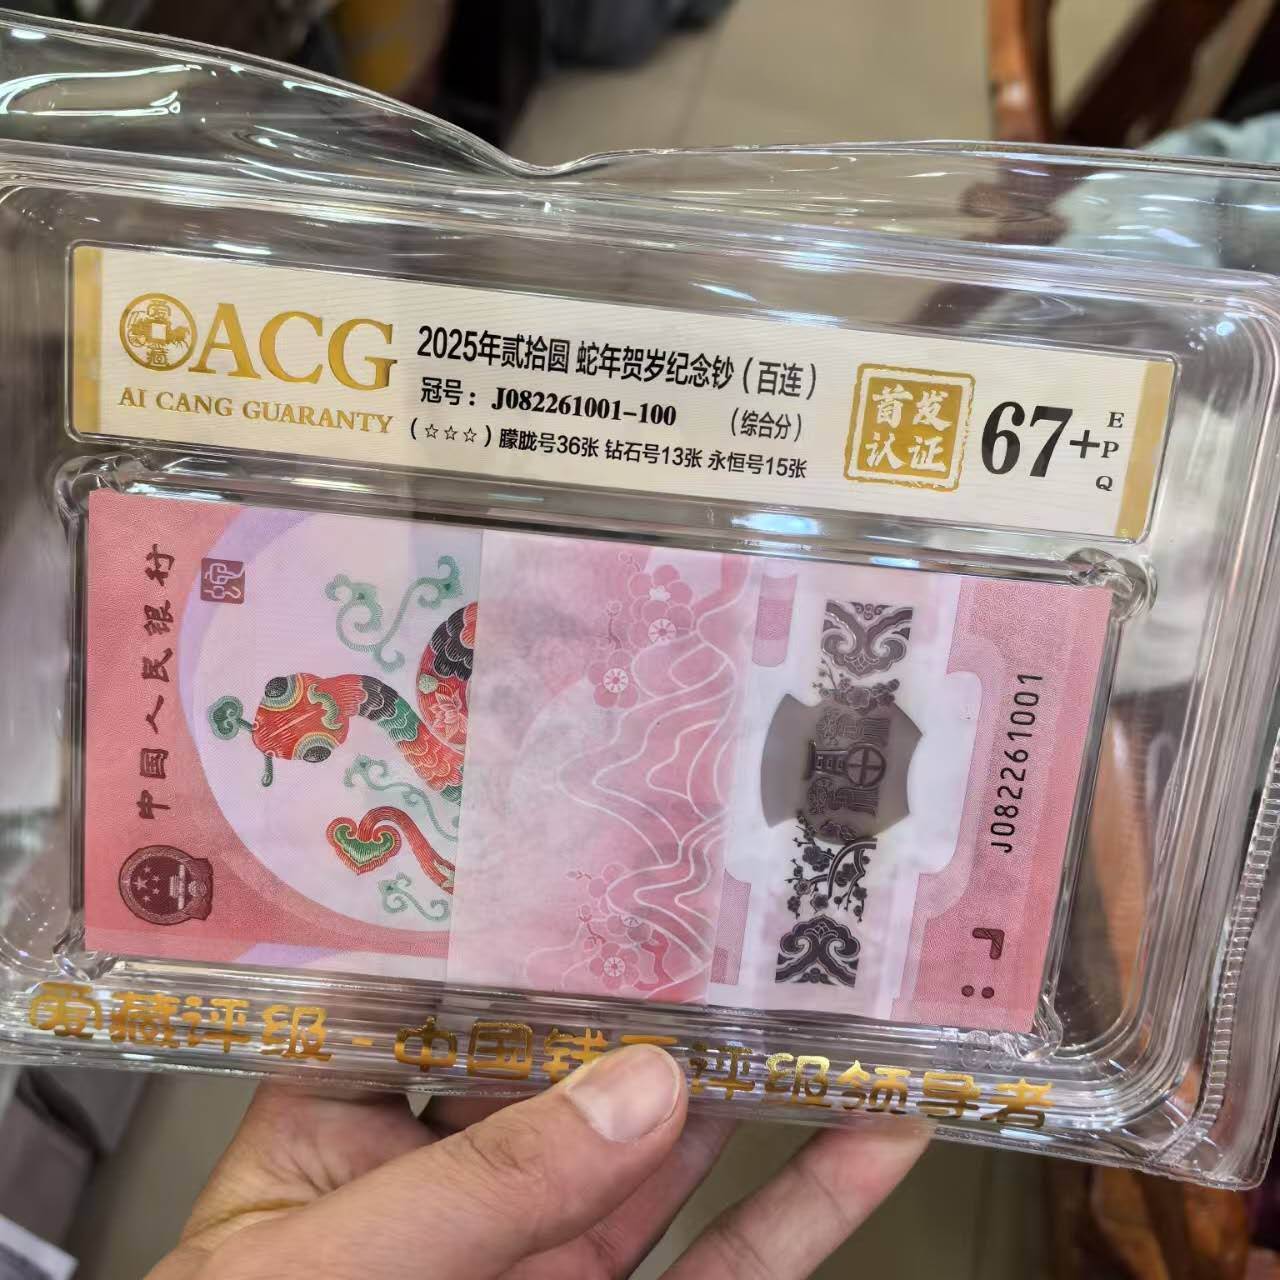 ACG
AI CANG GUARANTY
爱藏
2025年贰拾圆 蛇年贺岁纪念钞（百连）
冠号：J082261001-100 （综合分）
（☆☆☆）朦胧号36张 钻石号13张 永恒号15张
首发认证
67+
EPQ
中国人民银行
J082261001
爱藏评级-中国钱币评级领导者